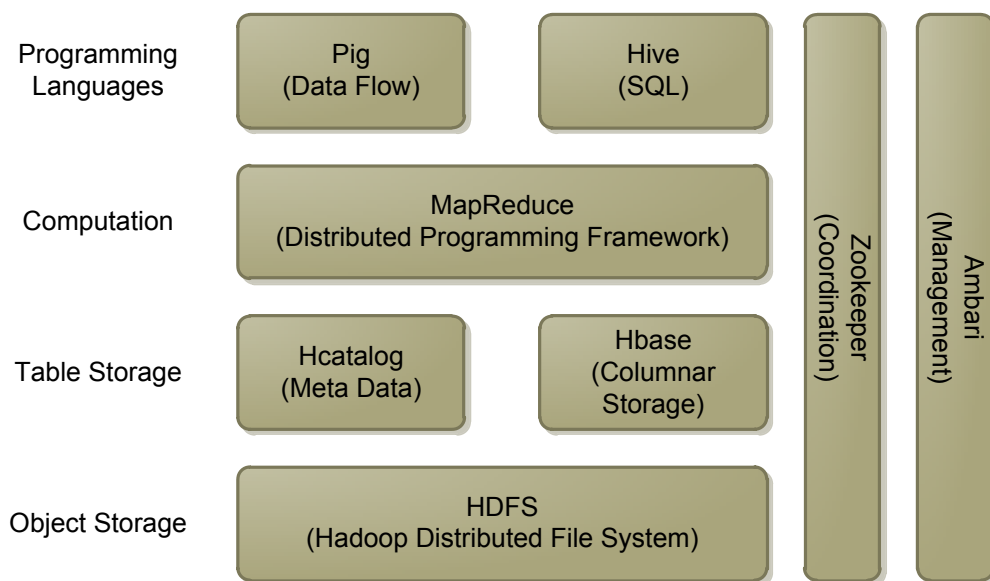 Programming
Languages
Pig
(Data Flow)
Hive
(SQL)
Computation
MapReduce
(Distributed Programming Framework)
Table Storage
Hcatalog
(Meta Data)
Hbase
(Columnar
Storage)
Object Storage
HDFS
(Hadoop Distributed File System)
Zookeeper
(Coordination)
Ambari
(Management)